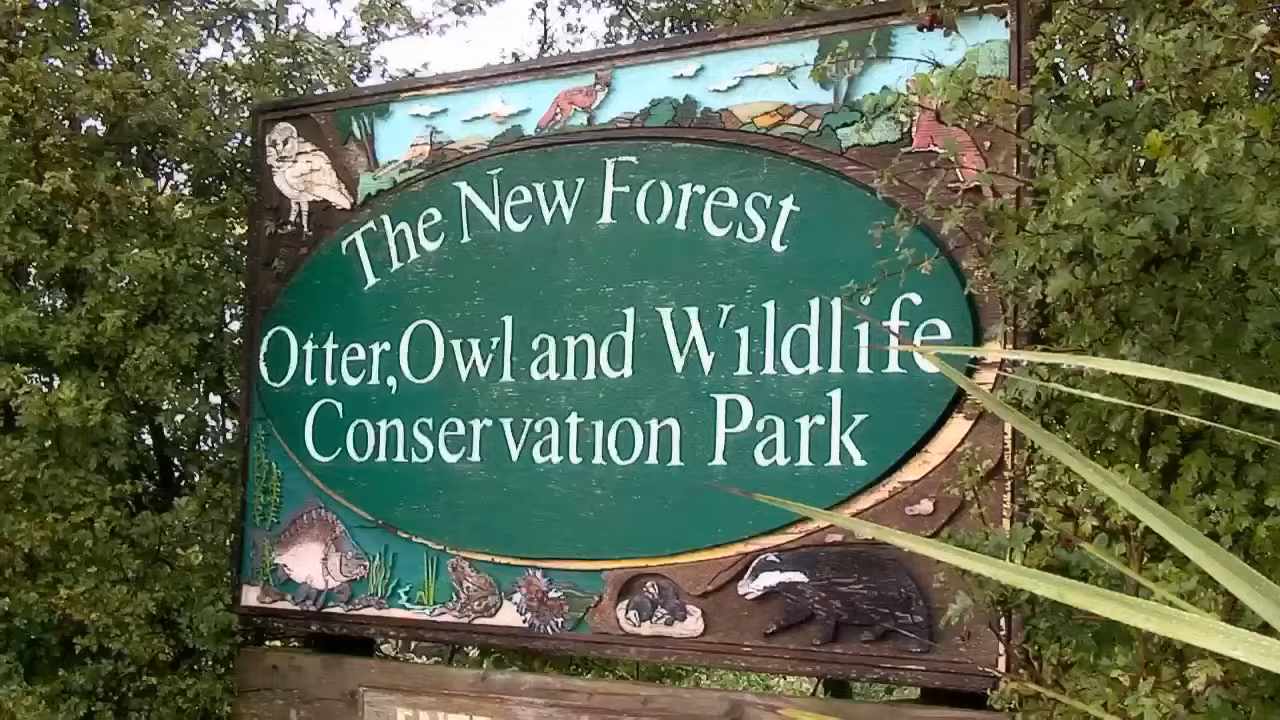 The New Forest
Otter, Owl and Wildlife
Conservation Park